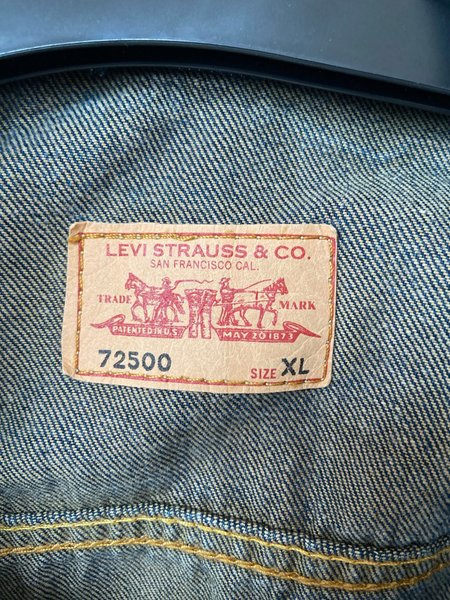 LEVI STRAUSS & CO.
SAN FRANCISCO CAL.
TRADE MARK
PATENTED IN U.S. MAY 20 1873
72500 SIZE XL